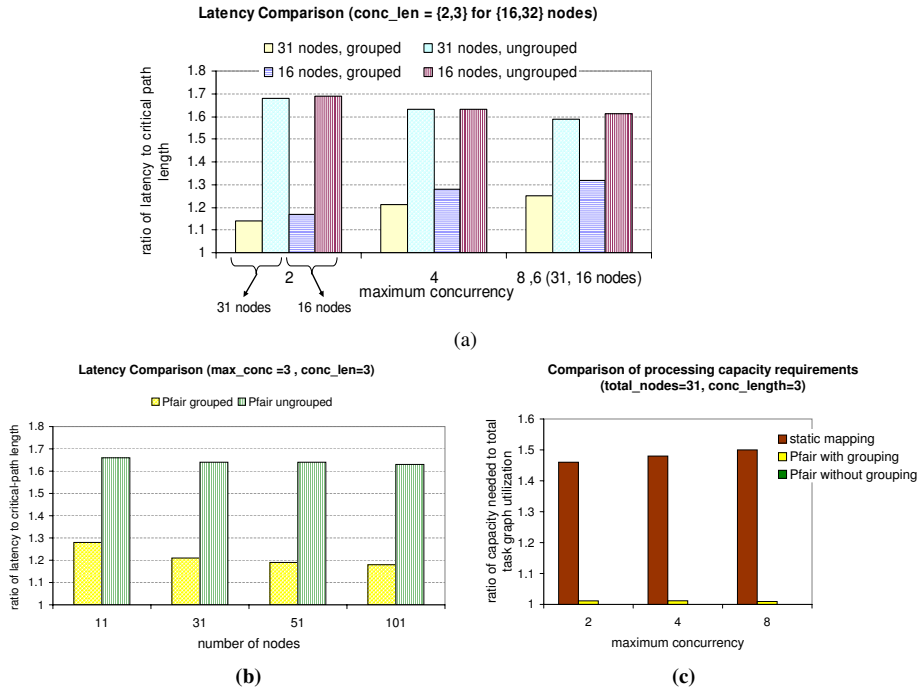 Latency Comparison (conc_len = {2,3} for {16,32} nodes)
31 nodes, grouped
31 nodes, ungrouped
16 nodes, grouped
16 nodes, ungrouped
ratio of latency to critical path
length
1.8
1.7
1.6
1.5
1.4
1.3
1.2
1.1
1
2
4
8 ,6 (31, 16 nodes)
maximum concurrency
31 nodes
16 nodes
(a)
Latency Comparison (max_conc =3 , conc_len=3)
Pfair grouped
Pfair ungrouped
ratio of latency to critical-path length
1.8
1.7
1.6
1.5
1.4
1.3
1.2
1.1
1
11
31
51
101
number of nodes
(b)
Comparison of processing capacity requirements
(total_nodes=31, conc_length=3)
ratio of capacity needed to total
task graph utilization
1.6
1.5
1.4
1.3
1.2
1.1
1
static mapping
Pfair with grouping
Pfair without grouping
2
4
8
maximum concurrency
(c)